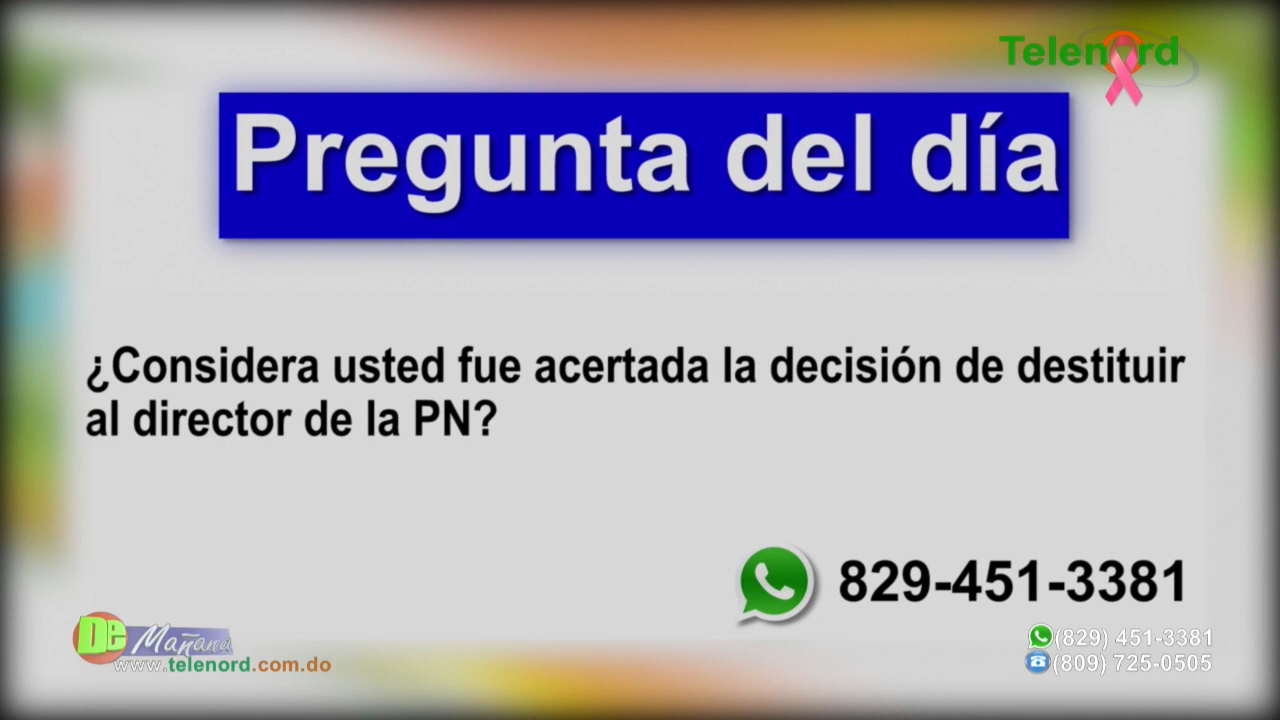 Telenord
Pregunta del día
¿Considera usted fue acertada la decisión de destituir
al director de la PN?
829-451-3381
De Mañana
www.telenord.com.do
(829) 451-3381
(809) 725-0505